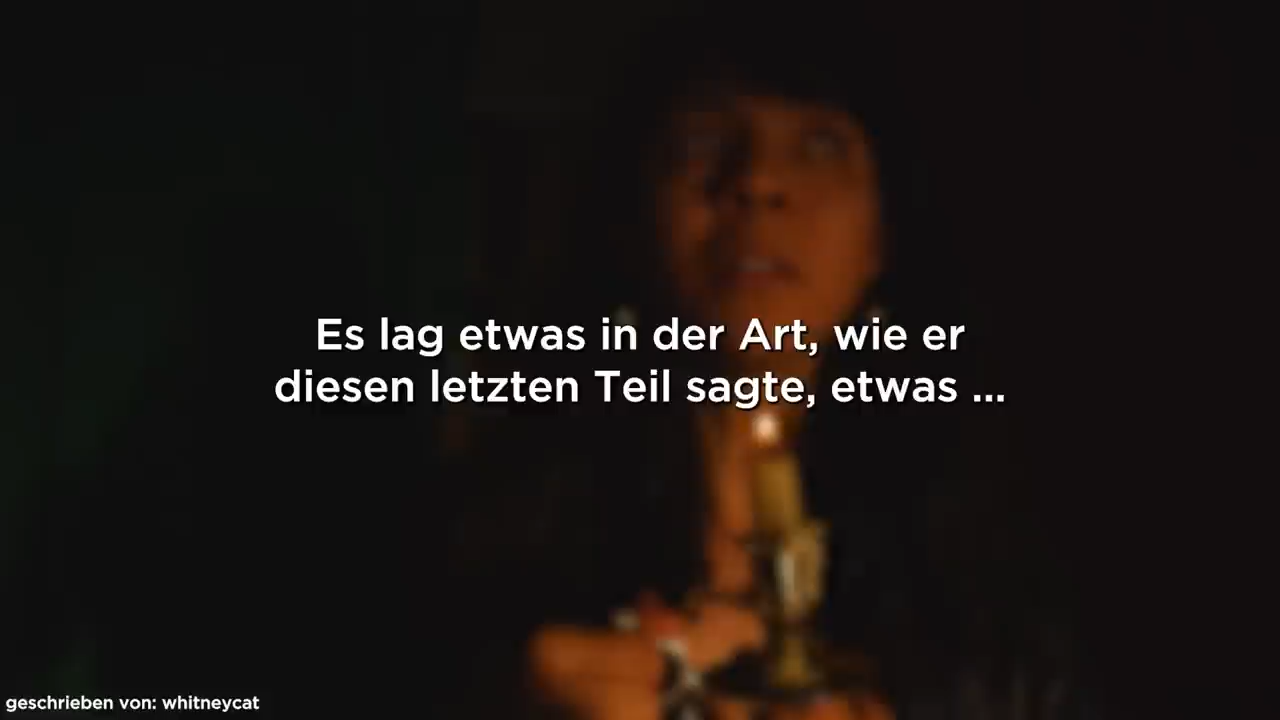 Es lag etwas in der Art, wie er
diesen letzten Teil sagte, etwas ...
geschrieben von: whitneycat